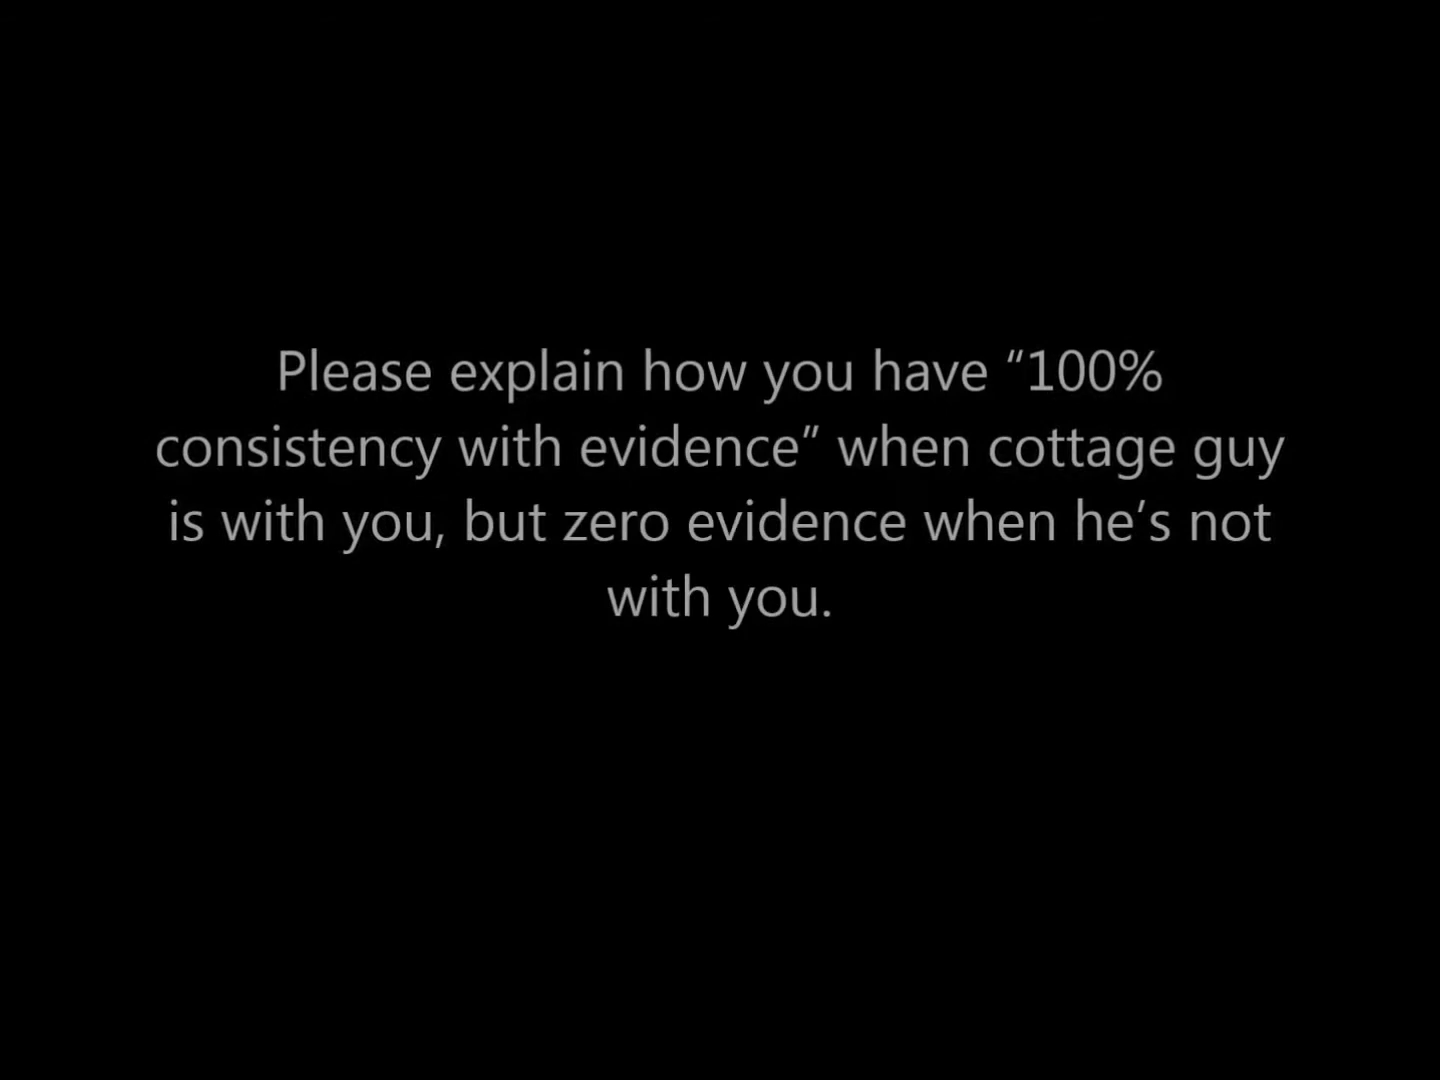 Please explain how you have “100%
consistency with evidence” when cottage guy
is with you, but zero evidence when he’s not
with you.